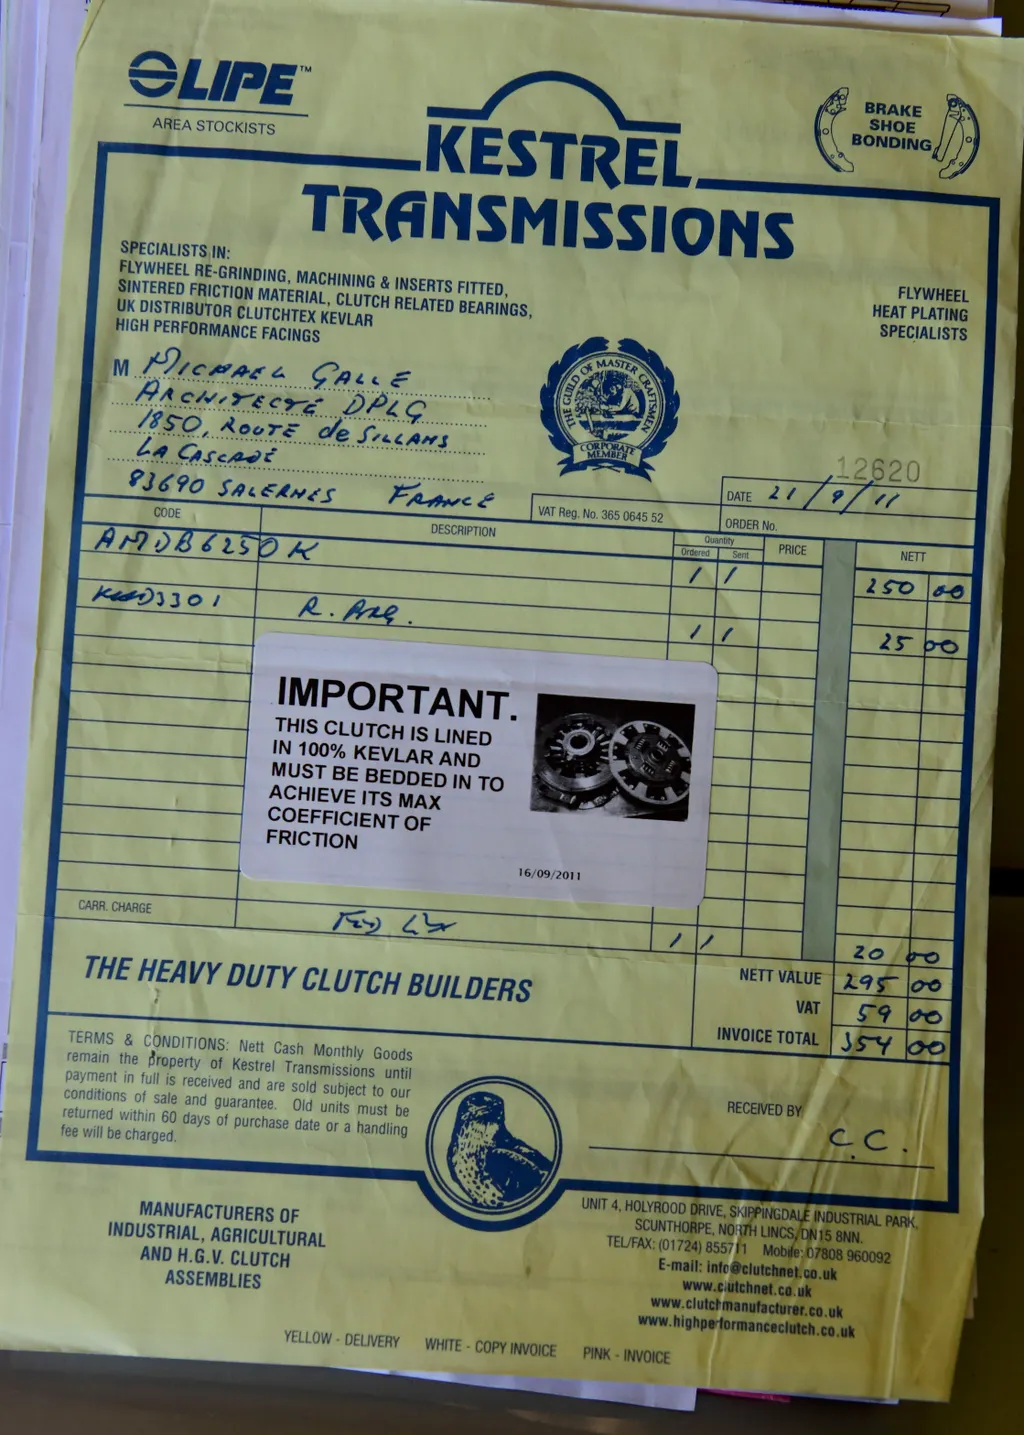 LIPE™
AREA STOCKISTS
KESTREL
TRANSMISSIONS
BRAKE
SHOE
BONDING
SPECIALISTS IN:
FLYWHEEL RE-GRINDING, MACHINING & INSERTS FITTED,
SINTERED FRICTION MATERIAL, CLUTCH RELATED BEARINGS,
UK DISTRIBUTOR CLUTCHTEX KEVLAR
HIGH PERFORMANCE FACINGS
FLYWHEEL
HEAT PLATING
SPECIALISTS
THE GUILD OF MASTER CRAFTSMEN
CORPORATE
MEMBER
M MICHAEL GALLE
ARCHITECTE DPLG
1850, ROUTE de SILLANS
LA CASCADE
83690 SALERNES FRANCE
12620
DATE 21/9/11
VAT Reg. No. 365 0645 52
ORDER No.
CODE DESCRIPTION Quantity PRICE NETT
Ordered Sent
AMDB6250K 1 1 250 00
D3301 R. 1 1 25 00
IMPORTANT.
THIS CLUTCH IS LINED
IN 100% KEVLAR AND
MUST BE BEDDED IN TO
ACHIEVE ITS MAX
COEFFICIENT OF
FRICTION
16/09/2011
CARR. CHARGE 1 1 20 00
THE HEAVY DUTY CLUTCH BUILDERS
NETT VALUE 295 00
VAT 59 00
INVOICE TOTAL 354 00
TERMS & CONDITIONS: Nett Cash Monthly Goods
remain the property of Kestrel Transmissions until
payment in full is received and are sold subject to our
conditions of sale and guarantee. Old units must be
returned within 60 days of purchase date or a handling
fee will be charged.
RECEIVED BY
C.C.
MANUFACTURERS OF
INDUSTRIAL, AGRICULTURAL
AND H.G.V. CLUTCH
ASSEMBLIES
UNIT 4, HOLYROOD DRIVE, SKIPPINGDALE INDUSTRIAL PARK,
SCUNTHORPE, NORTH LINCS, DN15 8NN.
TEL/FAX: (01724) 855711 Mobile: 07808 960092
E-mail: info@clutchnet.co.uk
www.clutchnet.co.uk
www.clutchmanufacturer.co.uk
www.highperformanceclutch.co.uk
YELLOW - DELIVERY WHITE - COPY INVOICE PINK - INVOICE